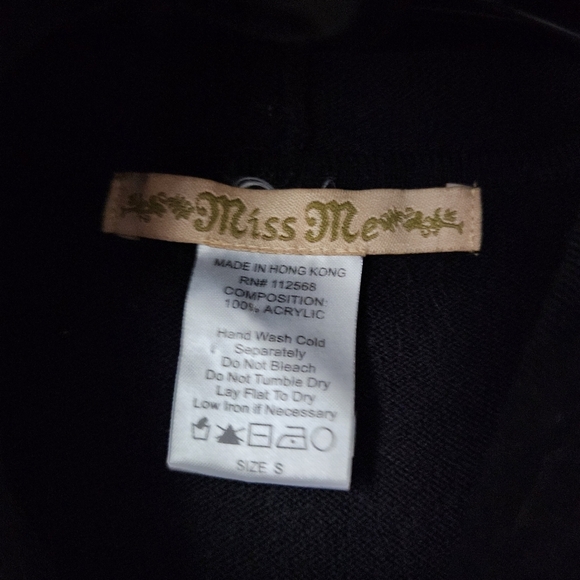 Miss Me
MADE IN HONG KONG
RN# 112568
COMPOSITION:
100% ACRYLIC
Hand Wash Cold
Separately
Do Not Bleach
Do Not Tumble Dry
Lay Flat To Dry
Low Iron if Necessary
SIZE S